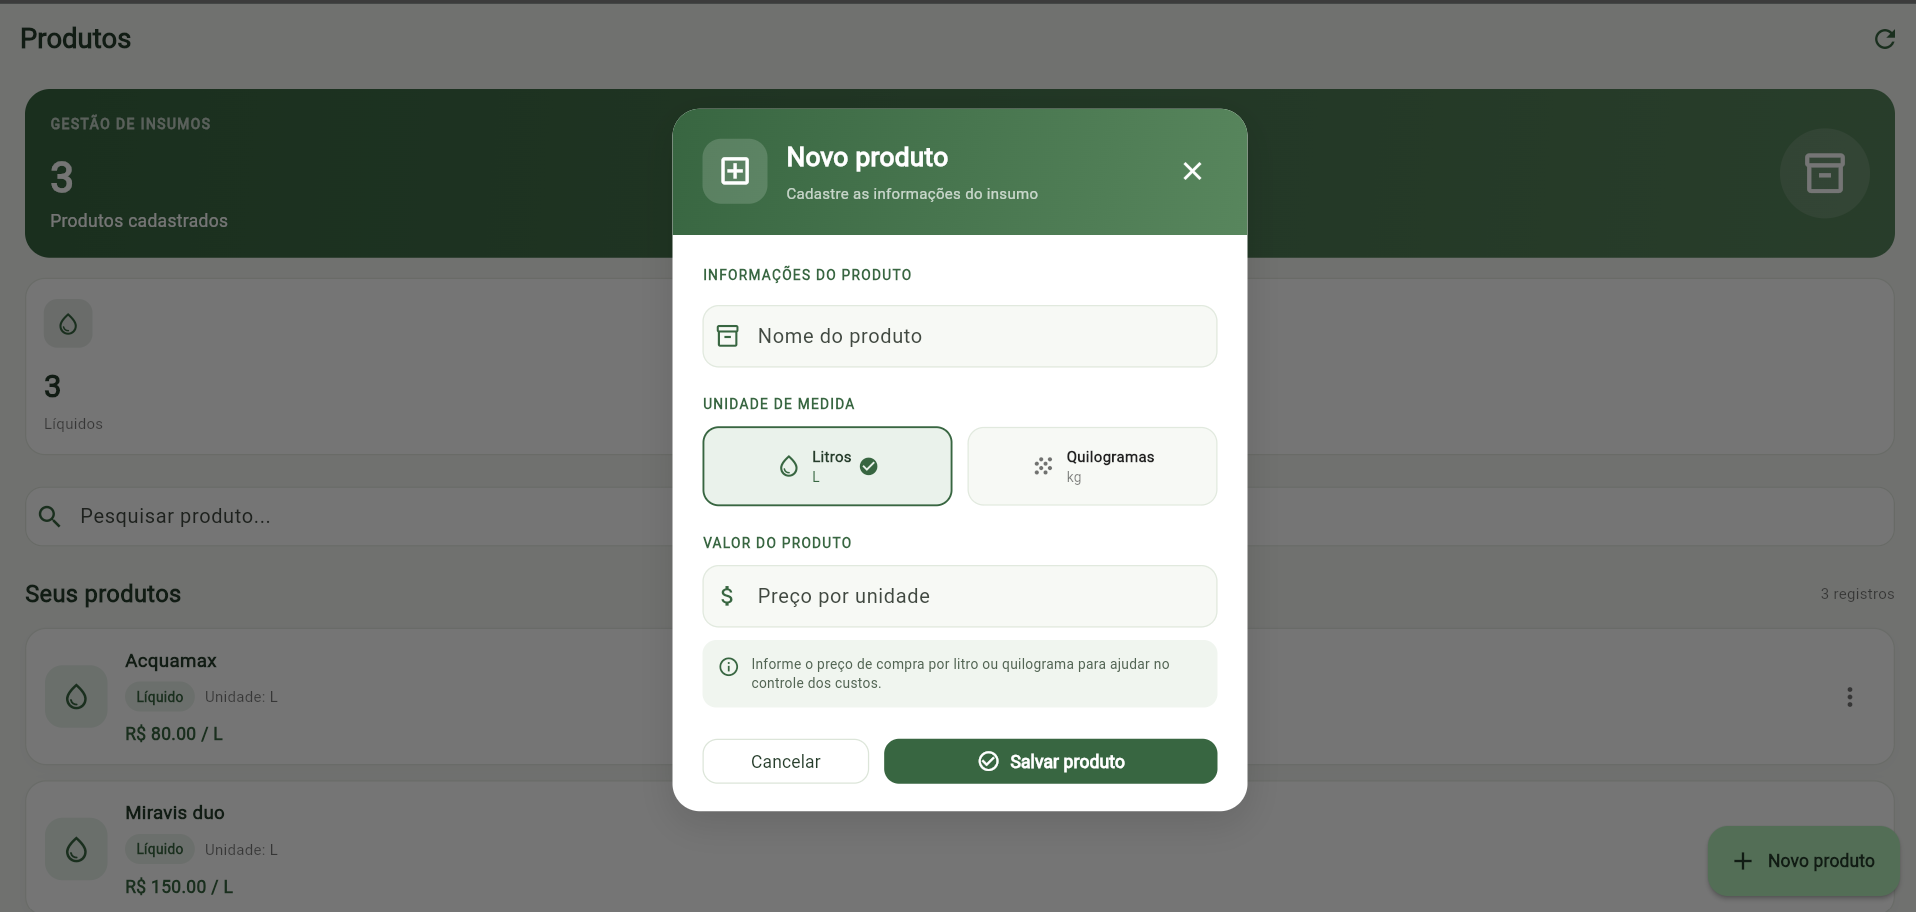 Produtos
GESTÃO DE INSUMOS
3
Produtos cadastrados
3
Líquidos
Pesquisar produto...
Seus produtos
3 registros
Acquamax
Líquido Unidade: L
R$ 80.00 / L
Miravis duo
Líquido Unidade: L
R$ 150.00 / L
Novo produto
Novo produto
Cadastre as informações do insumo
INFORMAÇÕES DO PRODUTO
Nome do produto
UNIDADE DE MEDIDA
Litros
L
Quilogramas
kg
VALOR DO PRODUTO
$ Preço por unidade
Informe o preço de compra por litro ou quilograma para ajudar no
controle dos custos.
Cancelar
Salvar produto